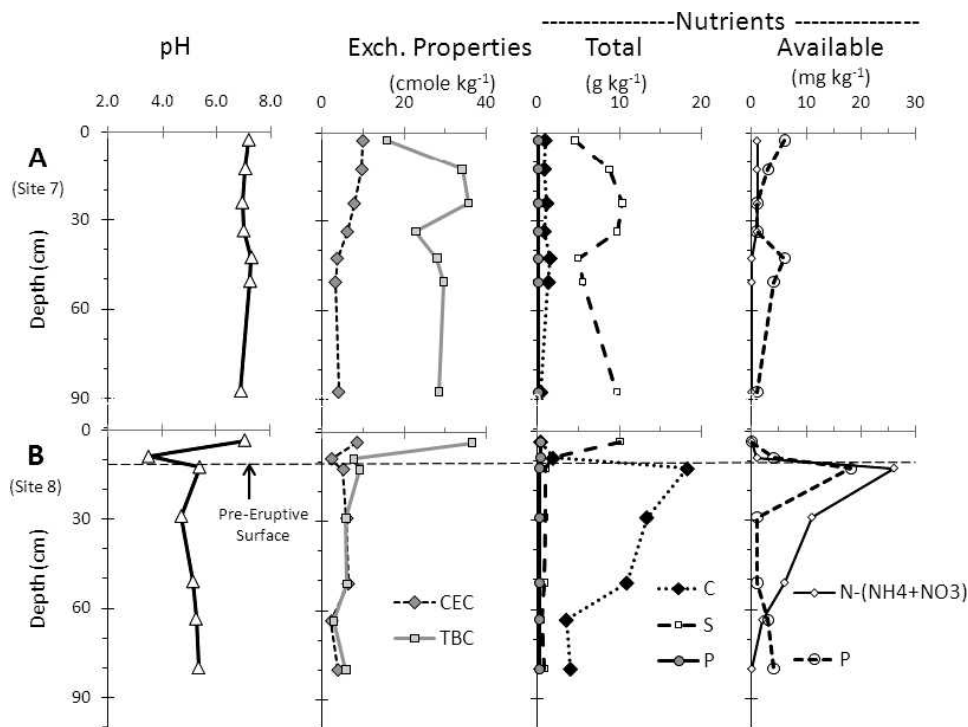 --------------------Nutrients--------------------
pH
Exch. Properties
Total
Available
(cmole kg-1)
(g kg-1)
(mg kg-1)
2.0 4.0 6.0 8.0
0 20 40
0 10 20
0 10 20 30
A
(Site 7)
Depth (cm)
0
30
60
90
B
(Site 8)
Depth (cm)
0
30
60
90
Pre-Eruptive
Surface
CEC
TBC
C
S
P
N-(NH4+NO3)
P